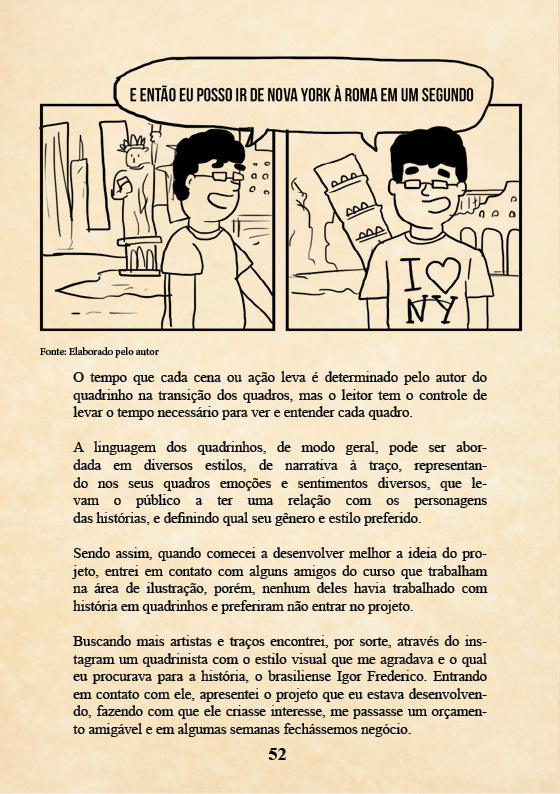 E ENTÃO EU POSSO IR DE NOVA YORK À ROMA EM UM SEGUNDO
I ♡
NY
Fonte: Elaborado pelo autor
O tempo que cada cena ou ação leva é determinado pelo autor do
quadrinho na transição dos quadros, mas o leitor tem o controle de
levar o tempo necessário para ver e entender cada quadro.
A linguagem dos quadrinhos, de modo geral, pode ser abor-
dada em diversos estilos, de narrativa à traço, representan-
do nos seus quadros emoções e sentimentos diversos, que le-
vam o público a ter uma relação com os personagens
das histórias, e definindo qual seu gênero e estilo preferido.
Sendo assim, quando comecei a desenvolver melhor a ideia do pro-
jeto, entrei em contato com alguns amigos do curso que trabalham
na área de ilustração, porém, nenhum deles havia trabalhado com
história em quadrinhos e preferiram não entrar no projeto.
Buscando mais artistas e traços encontrei, por sorte, através do ins-
tagram um quadrinista com o estilo visual que me agradava e o qual
eu procurava para a história, o brasiliense Igor Frederico. Entrando
em contato com ele, apresentei o projeto que eu estava desenvolven-
do, fazendo com que ele criasse interesse, me passasse um orçamen-
to amigável e em algumas semanas fechássemos negócio.
52